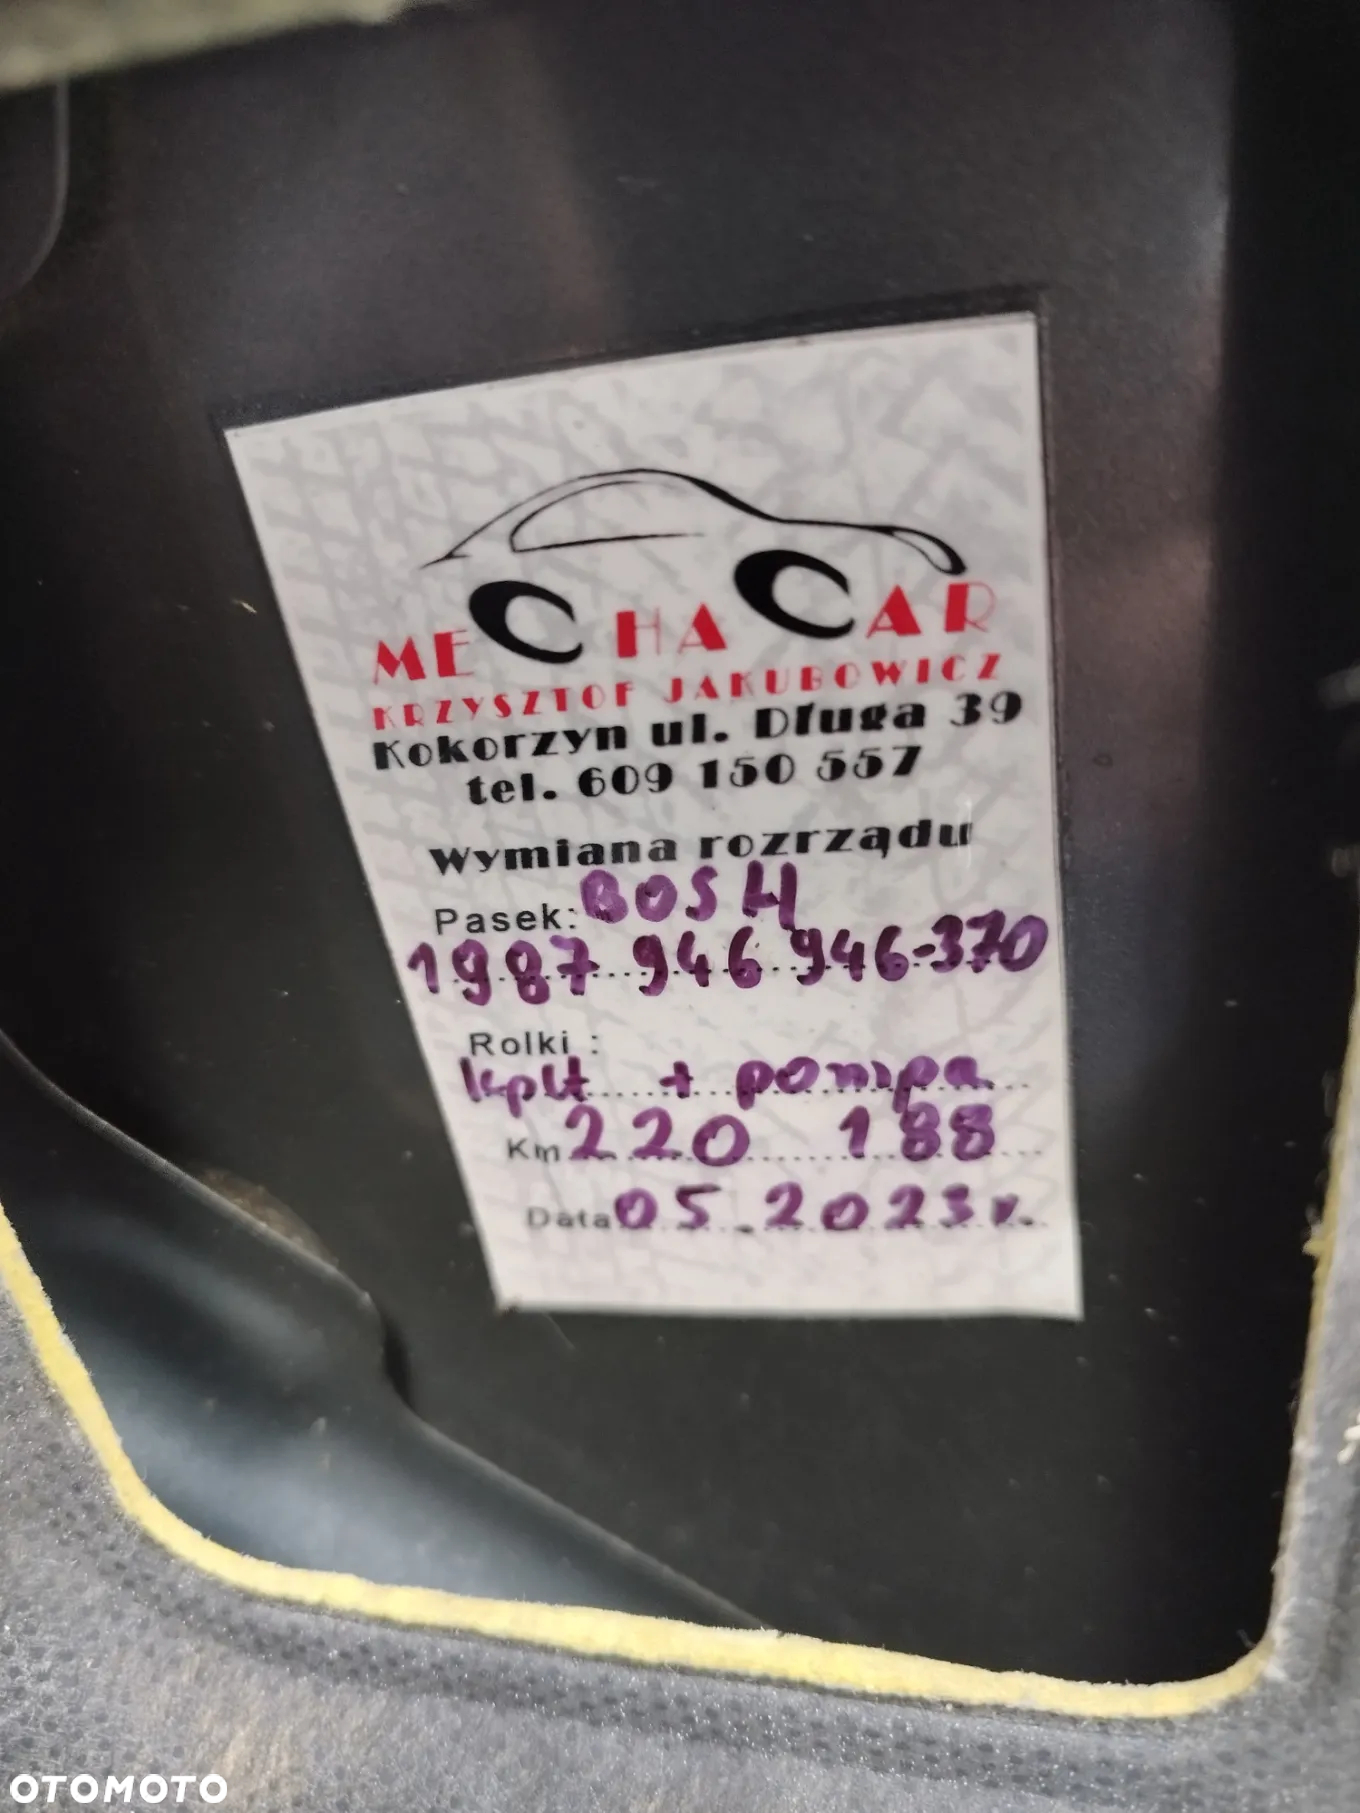 MECHACAR
KRZYSZTOF JAKUBOWICZ
Kokorzyn ul. Długa 39
tel. 609 150 557
Wymiana rozrządu
Pasek: BOSH
1987 946 946-370
Rolki :
kplt + pompa
Km 220 188
Data 05.2023 r.
OTOMOTO